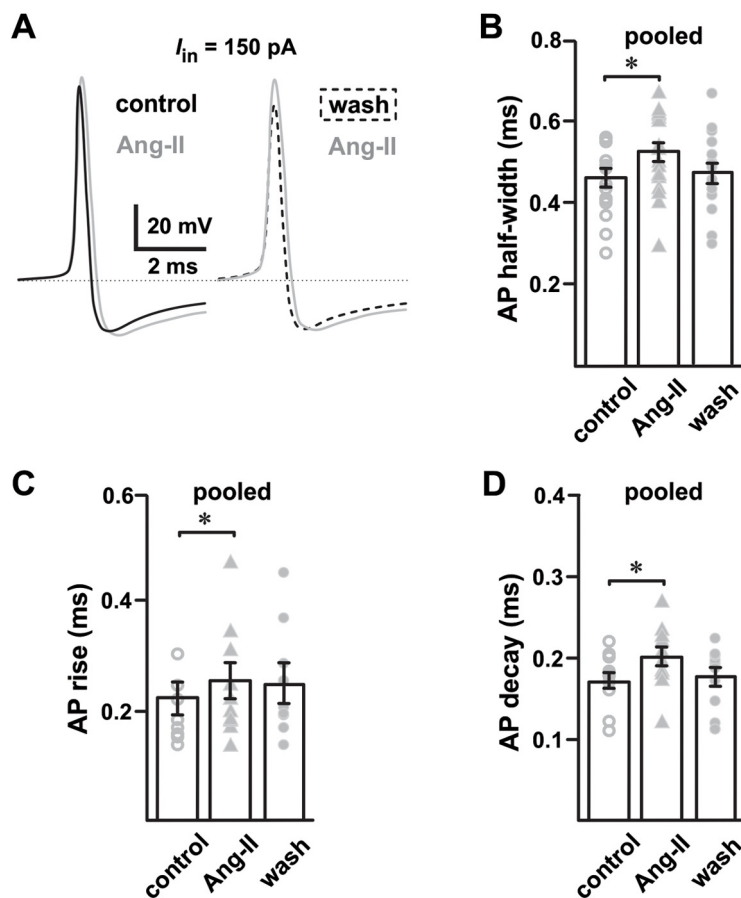 A
I in = 150 pA
control
Ang-II
wash
Ang-II
20 mV
2 ms
B
pooled
*
AP half-width (ms)
0.8
0.6
0.4
0.2
control
Ang-II
wash
C
pooled
*
AP rise (ms)
0.6
0.4
0.2
control
Ang-II
wash
D
pooled
*
AP decay (ms)
0.4
0.3
0.2
0.1
control
Ang-II
wash